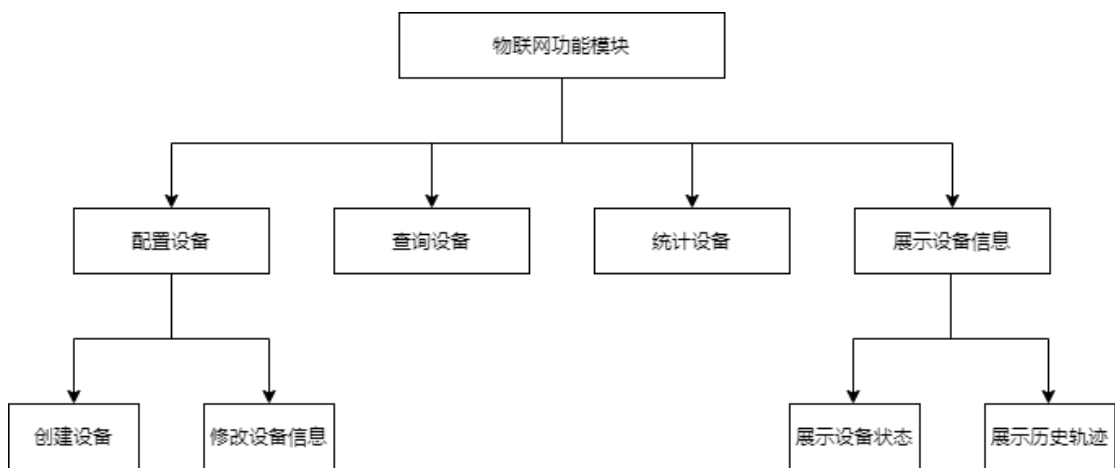 物联网功能模块
配置设备
查询设备
统计设备
展示设备信息
创建设备
修改设备信息
展示设备状态
展示历史轨迹